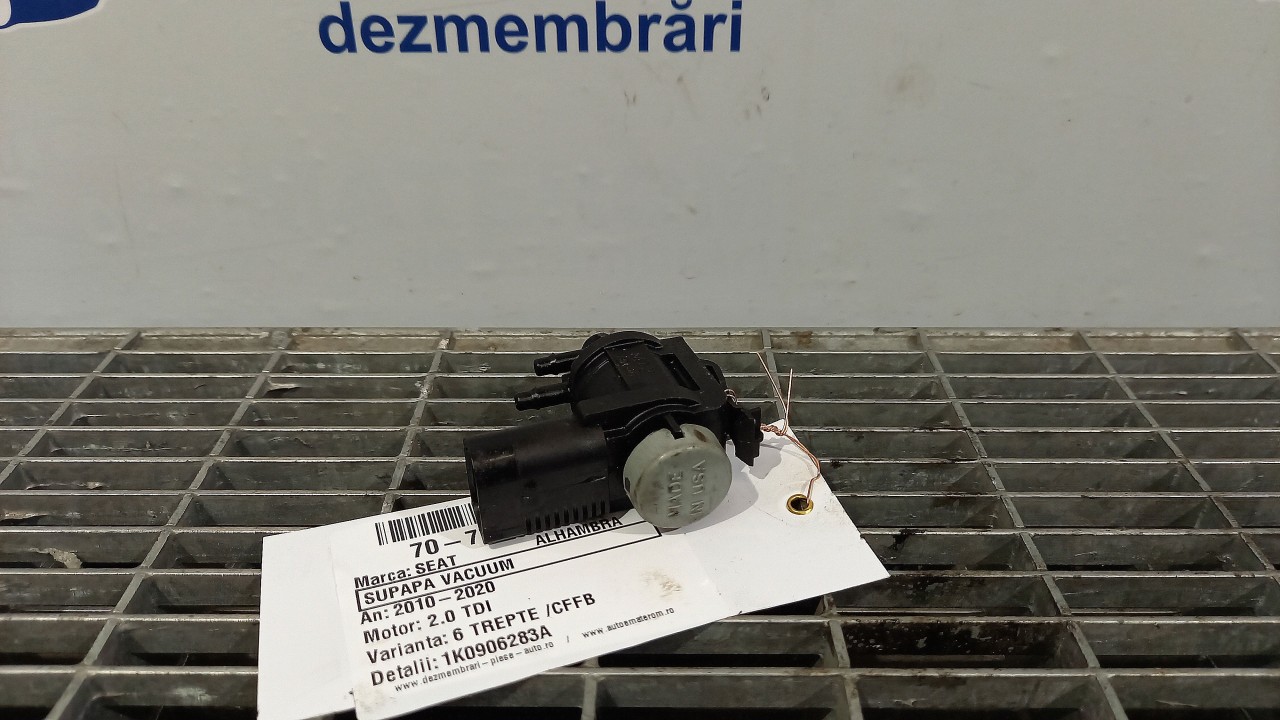 dezmembrări
70-7
Marca: SEAT ALHAMBRA
SUPAPA VACUUM
An: 2010-2020
Motor: 2.0 TDI
Varianta: 6 TREPTE /CFFB
Detalii: 1K0906283A
www.dezmembrari-piese-auto.ro / www.autoematerom.ro
MADE
IN USA